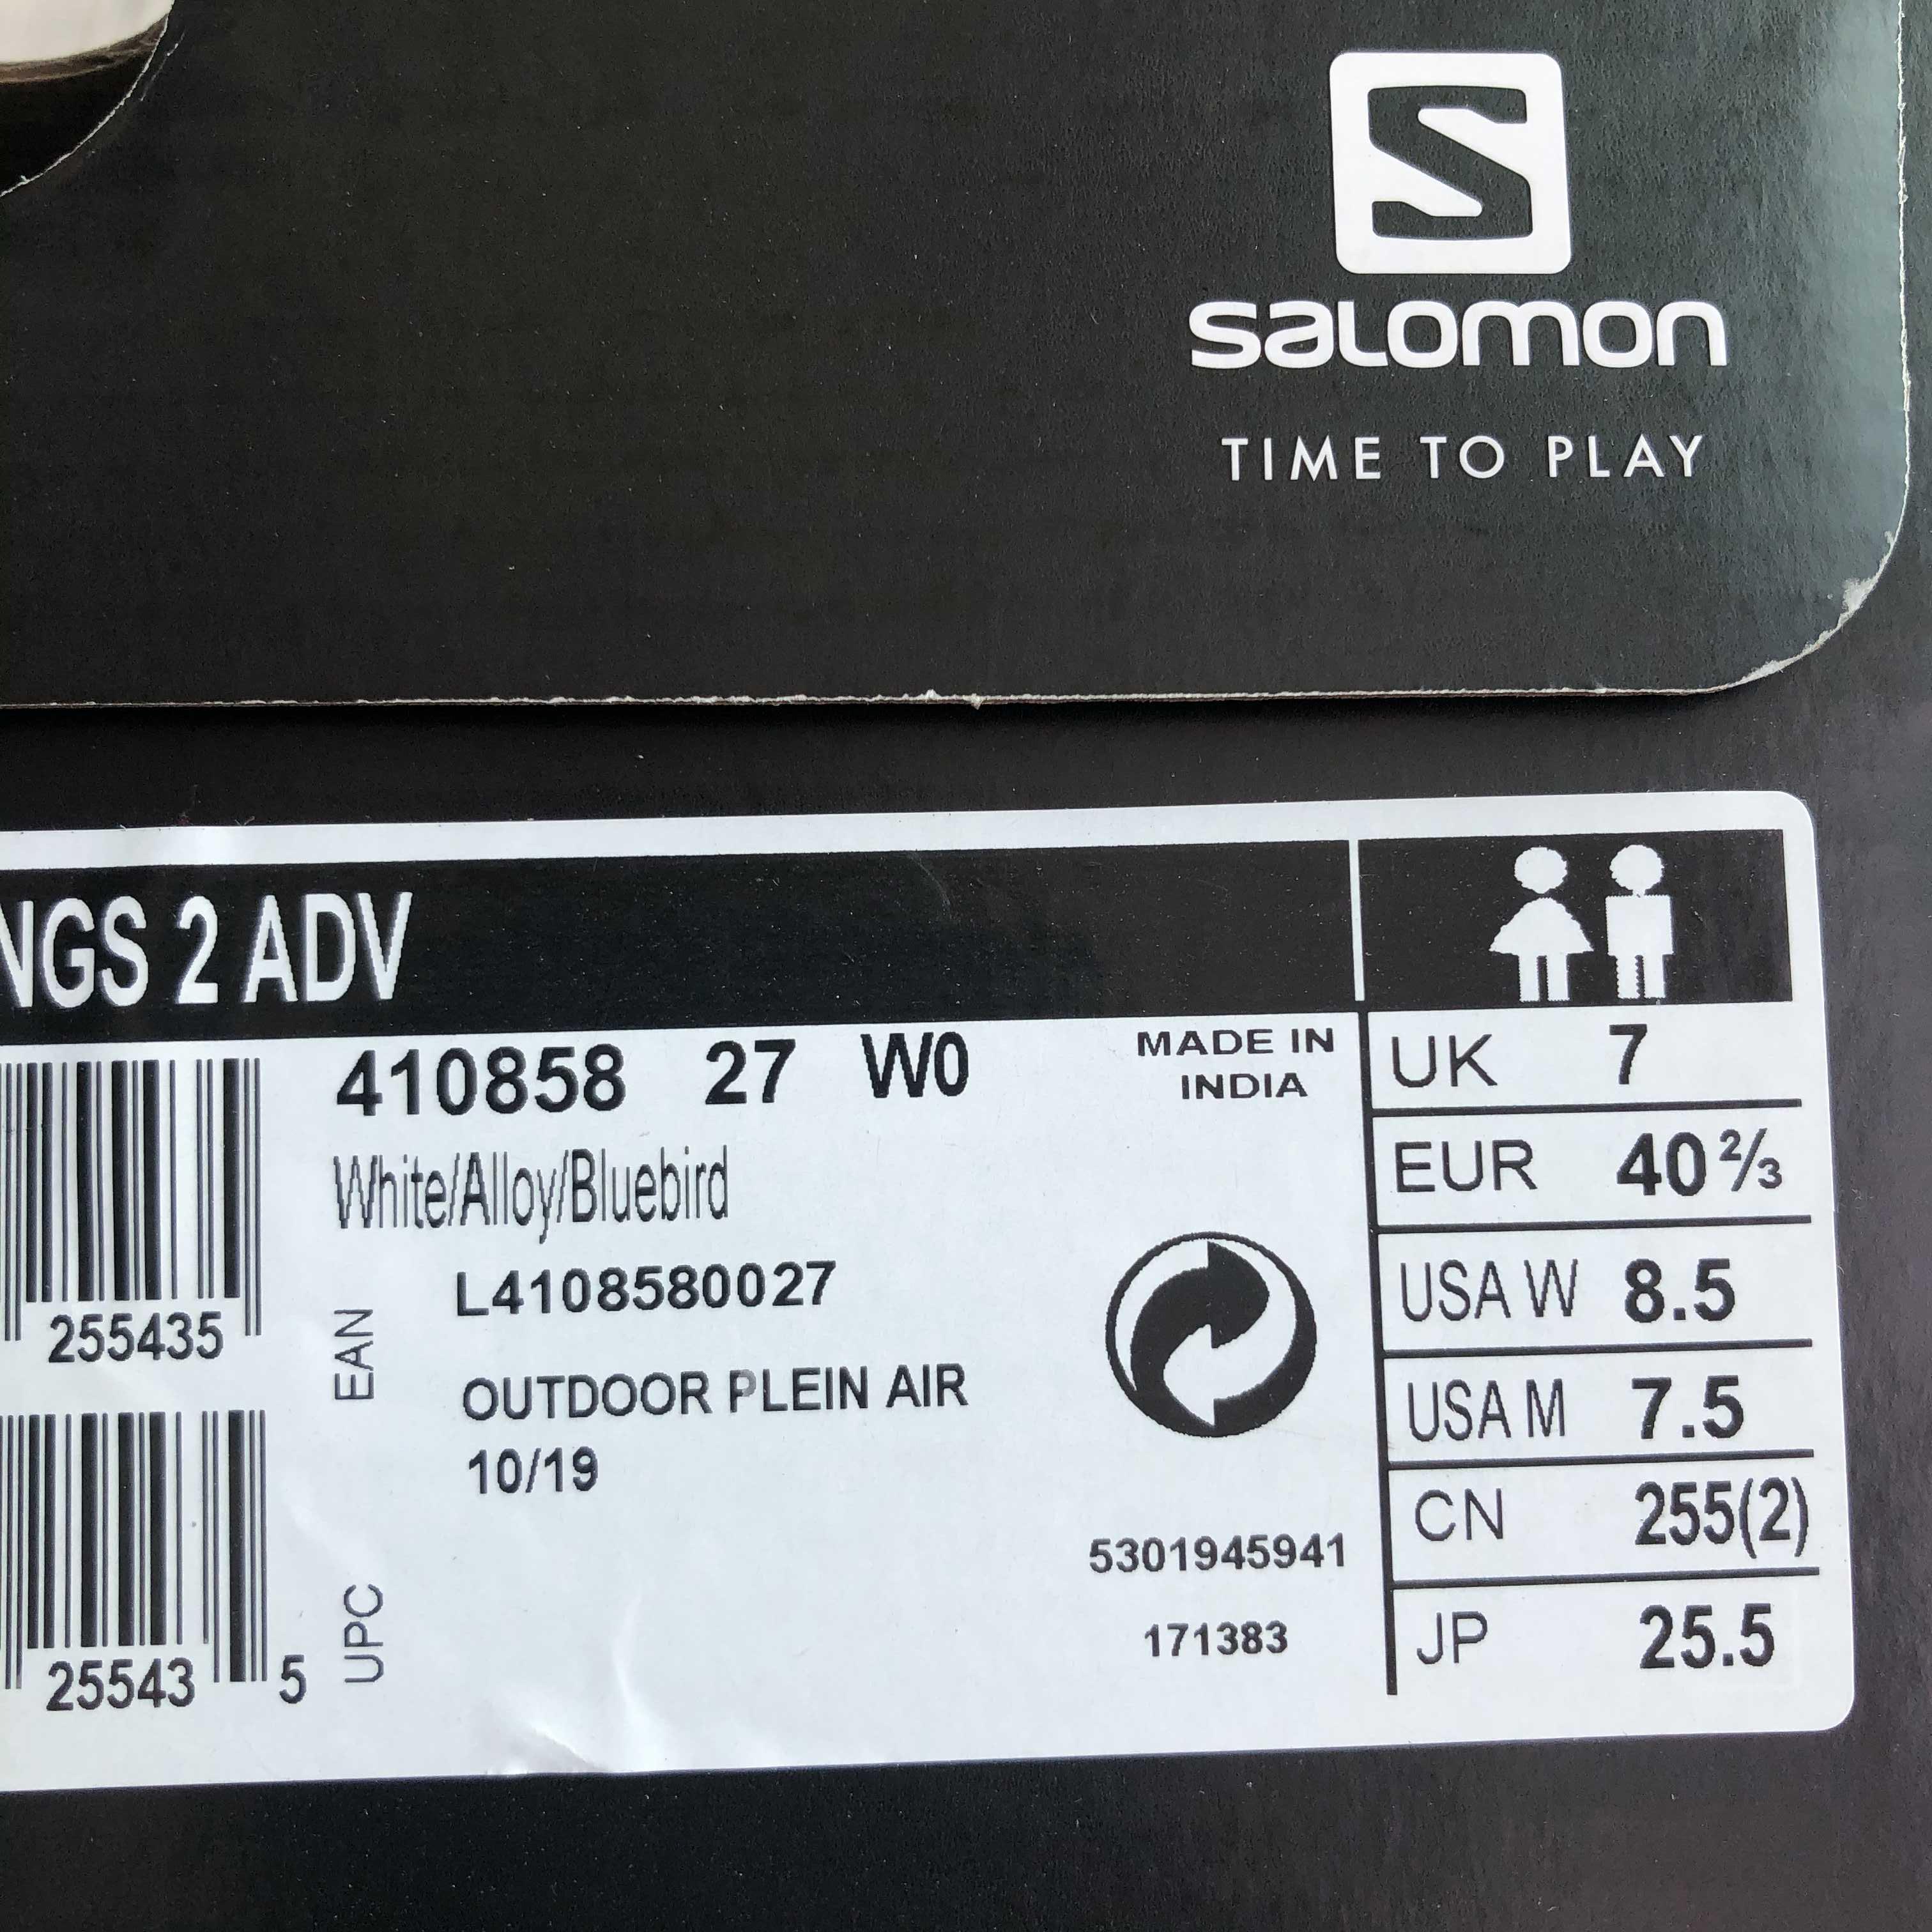 S
SALOMON
TIME TO PLAY
NGS 2 ADV
410858 27 W0
MADE IN
INDIA
White/Alloy/Bluebird
L4108580027
255435
EAN
OUTDOOR PLEIN AIR
10/19
25543 5
UPC
5301945941
171383
UK 7
EUR 40 ⅔
USA W 8.5
USA M 7.5
CN 255(2)
JP 25.5